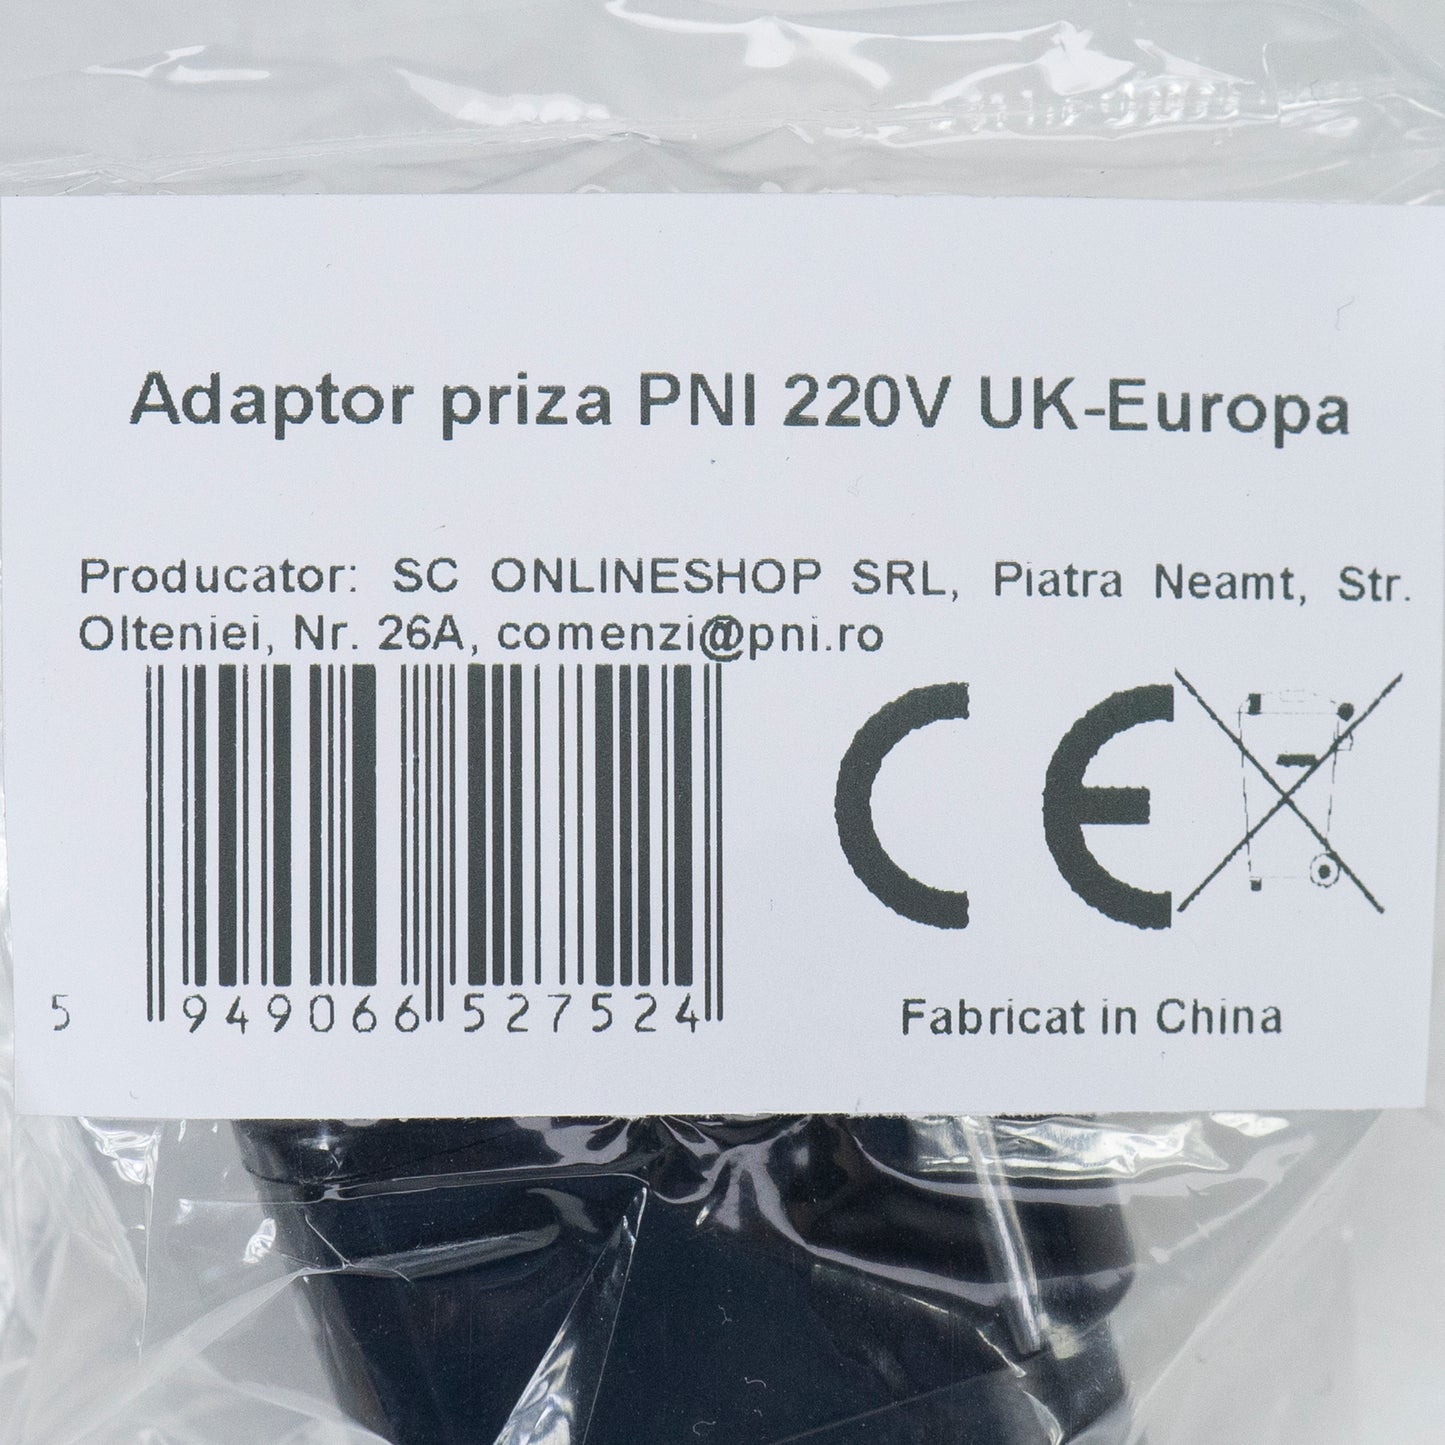 Adaptor priza PNI 220V UK-Europa
Producator: SC ONLINESHOP SRL, Piatra Neamt, Str.
Olteniei, Nr. 26A, comenzi@pni.ro
CE
5 949066 527524
Fabricat in China